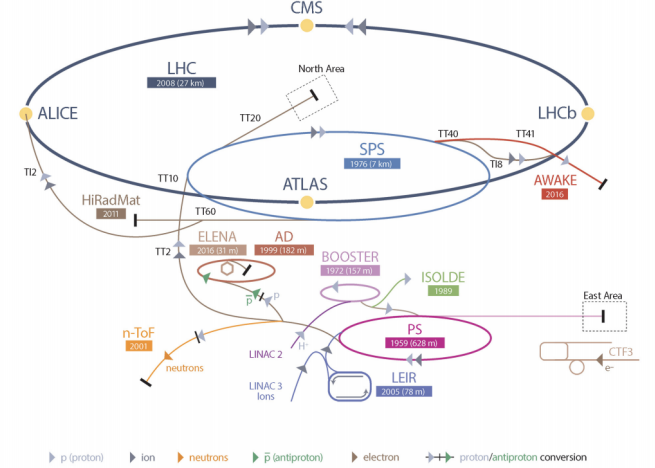 CMS
LHC
2008 (27 km)
North Area
ALICE
TT20
LHCb
TT40
TT41
SPS
1976 (7 km)
TI8
TI2
TT10
ATLAS
AWAKE
2016
HiRadMat
2011
TT60
ELENA
2016 (31 m)
AD
1999 (182 m)
TT2
BOOSTER
1972 (157 m)
ISOLDE
1989
p̅
p
East Area
n-ToF
2001
PS
1959 (628 m)
H⁻
LINAC 2
neutrons
CTF3
e⁻
LINAC 3
Ions
LEIR
2005 (78 m)
p (proton)
ion
neutrons
p̅ (antiproton)
electron
proton/antiproton conversion